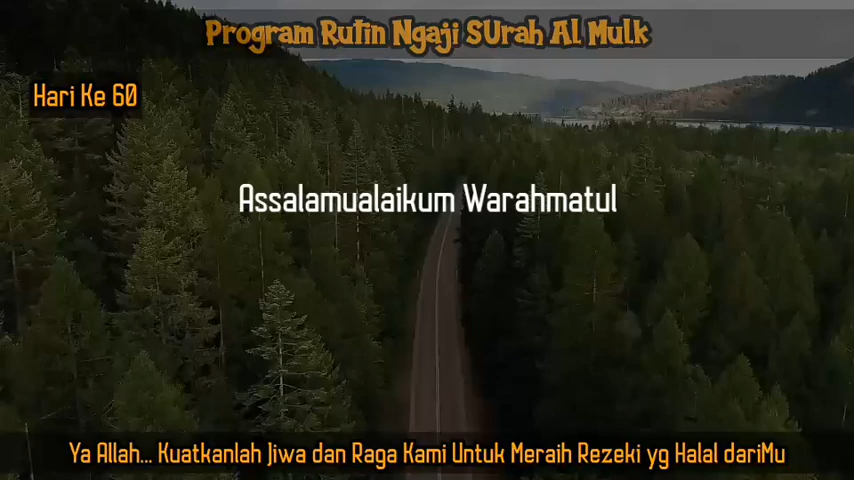 Program Rutin Ngaji SUrah Al Mulk
Hari Ke 60
Assalamualaikum Warahmatul
Ya Allah... Kuatkanlah Jiwa dan Raga Kami Untuk Meraih Rezeki yg Halal dariMu